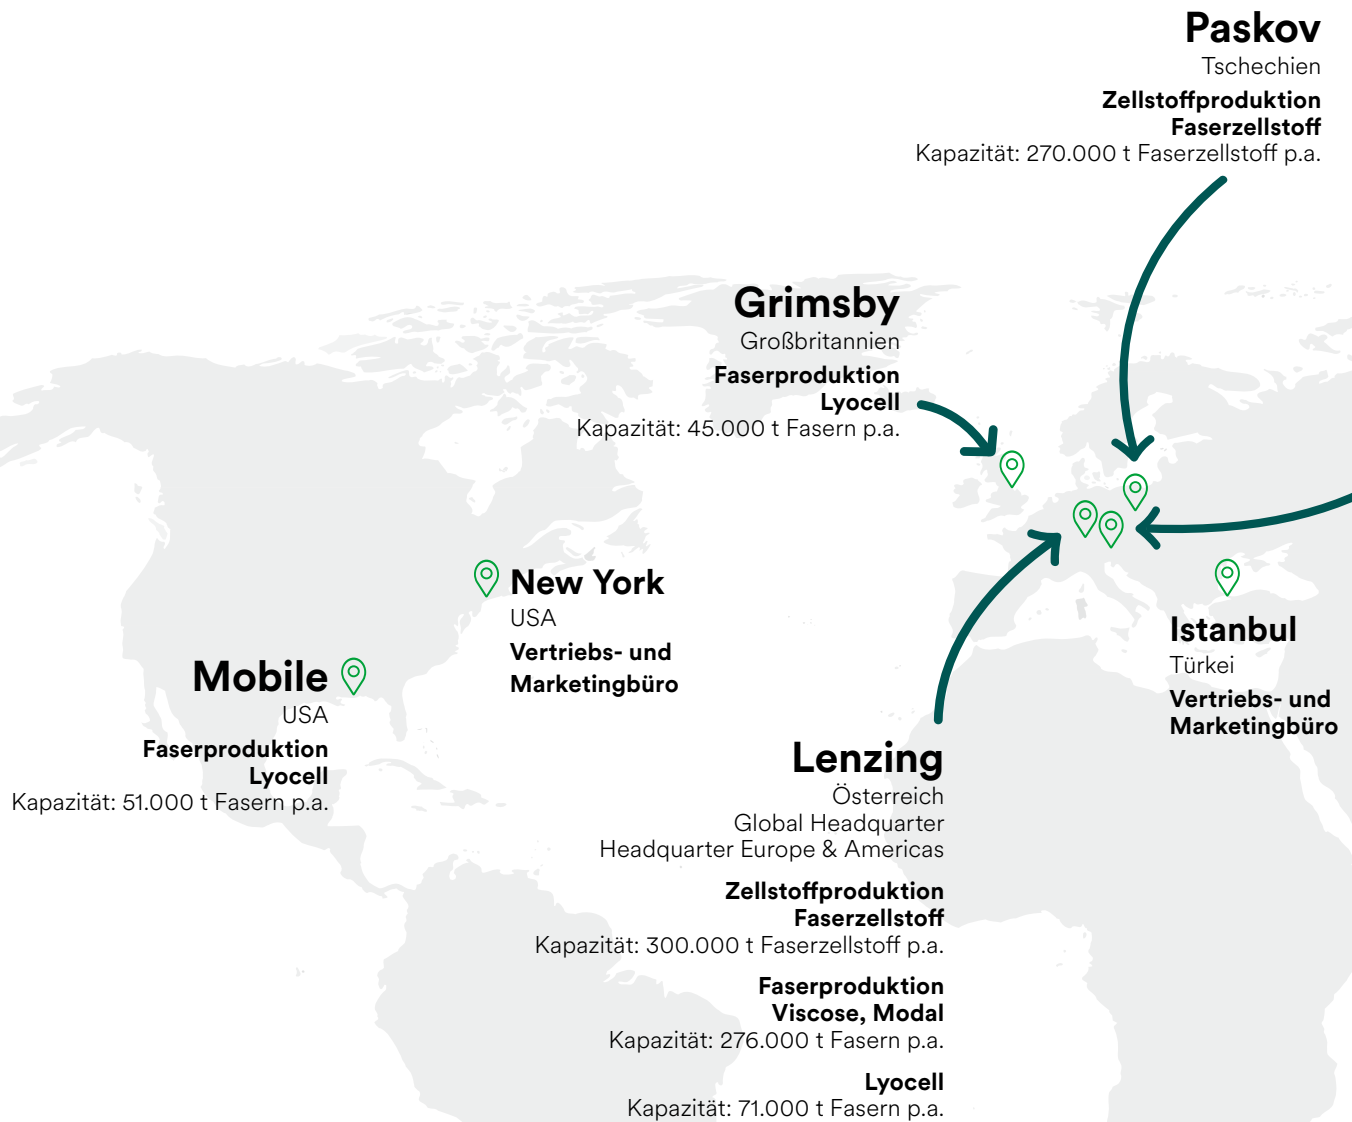 Paskov
Tschechien
Zellstoffproduktion
Faserzellstoff
Kapazität: 270.000 t Faserzellstoff p.a.
Grimsby
Großbritannien
Faserproduktion
Lyocell
Kapazität: 45.000 t Fasern p.a.
New York
USA
Vertriebs- und
Marketingbüro
Istanbul
Türkei
Vertriebs- und
Marketingbüro
Mobile
USA
Faserproduktion
Lyocell
Kapazität: 51.000 t Fasern p.a.
Lenzing
Österreich
Global Headquarter
Headquarter Europe & Americas
Zellstoffproduktion
Faserzellstoff
Kapazität: 300.000 t Faserzellstoff p.a.
Faserproduktion
Viscose, Modal
Kapazität: 276.000 t Fasern p.a.
Lyocell
Kapazität: 71.000 t Fasern p.a.